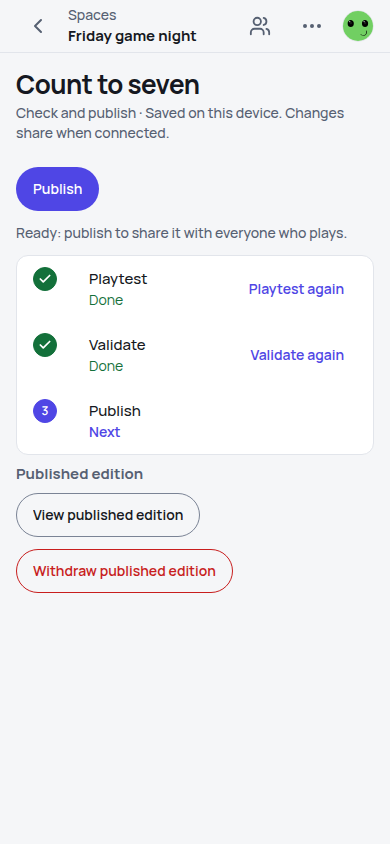 Spaces
Friday game night
Count to seven
Check and publish · Saved on this device. Changes
share when connected.
Publish
Ready: publish to share it with everyone who plays.
Playtest
Done
Playtest again
Validate
Done
Validate again
3
Publish
Next
Published edition
View published edition
Withdraw published edition